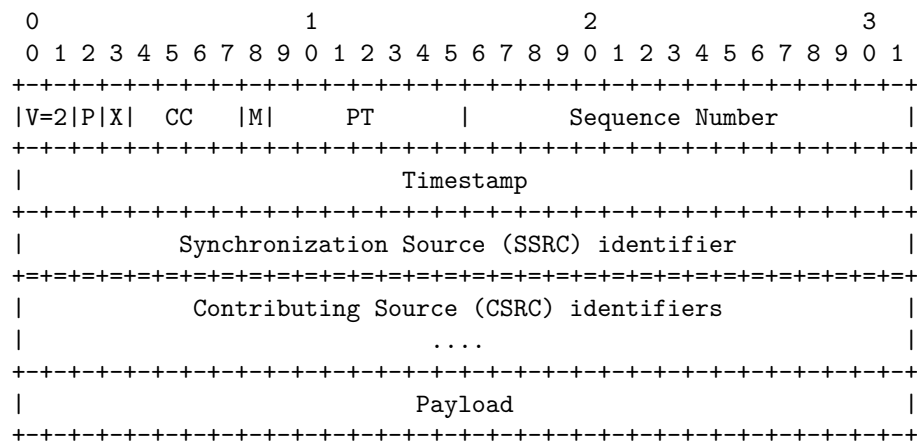 0                   1                   2                   3
0 1 2 3 4 5 6 7 8 9 0 1 2 3 4 5 6 7 8 9 0 1 2 3 4 5 6 7 8 9 0 1
+-+-+-+-+-+-+-+-+-+-+-+-+-+-+-+-+-+-+-+-+-+-+-+-+-+-+-+-+-+-+-+-+
|V=2|P|X|  CC   |M|     PT      |       Sequence Number         |
+-+-+-+-+-+-+-+-+-+-+-+-+-+-+-+-+-+-+-+-+-+-+-+-+-+-+-+-+-+-+-+-+
|                           Timestamp                           |
+-+-+-+-+-+-+-+-+-+-+-+-+-+-+-+-+-+-+-+-+-+-+-+-+-+-+-+-+-+-+-+-+
|           Synchronization Source (SSRC) identifier            |
+=+=+=+=+=+=+=+=+=+=+=+=+=+=+=+=+=+=+=+=+=+=+=+=+=+=+=+=+=+=+=+=+
|            Contributing Source (CSRC) identifiers             |
|                             ....                              |
+-+-+-+-+-+-+-+-+-+-+-+-+-+-+-+-+-+-+-+-+-+-+-+-+-+-+-+-+-+-+-+-+
|                            Payload                            |
+-+-+-+-+-+-+-+-+-+-+-+-+-+-+-+-+-+-+-+-+-+-+-+-+-+-+-+-+-+-+-+-+